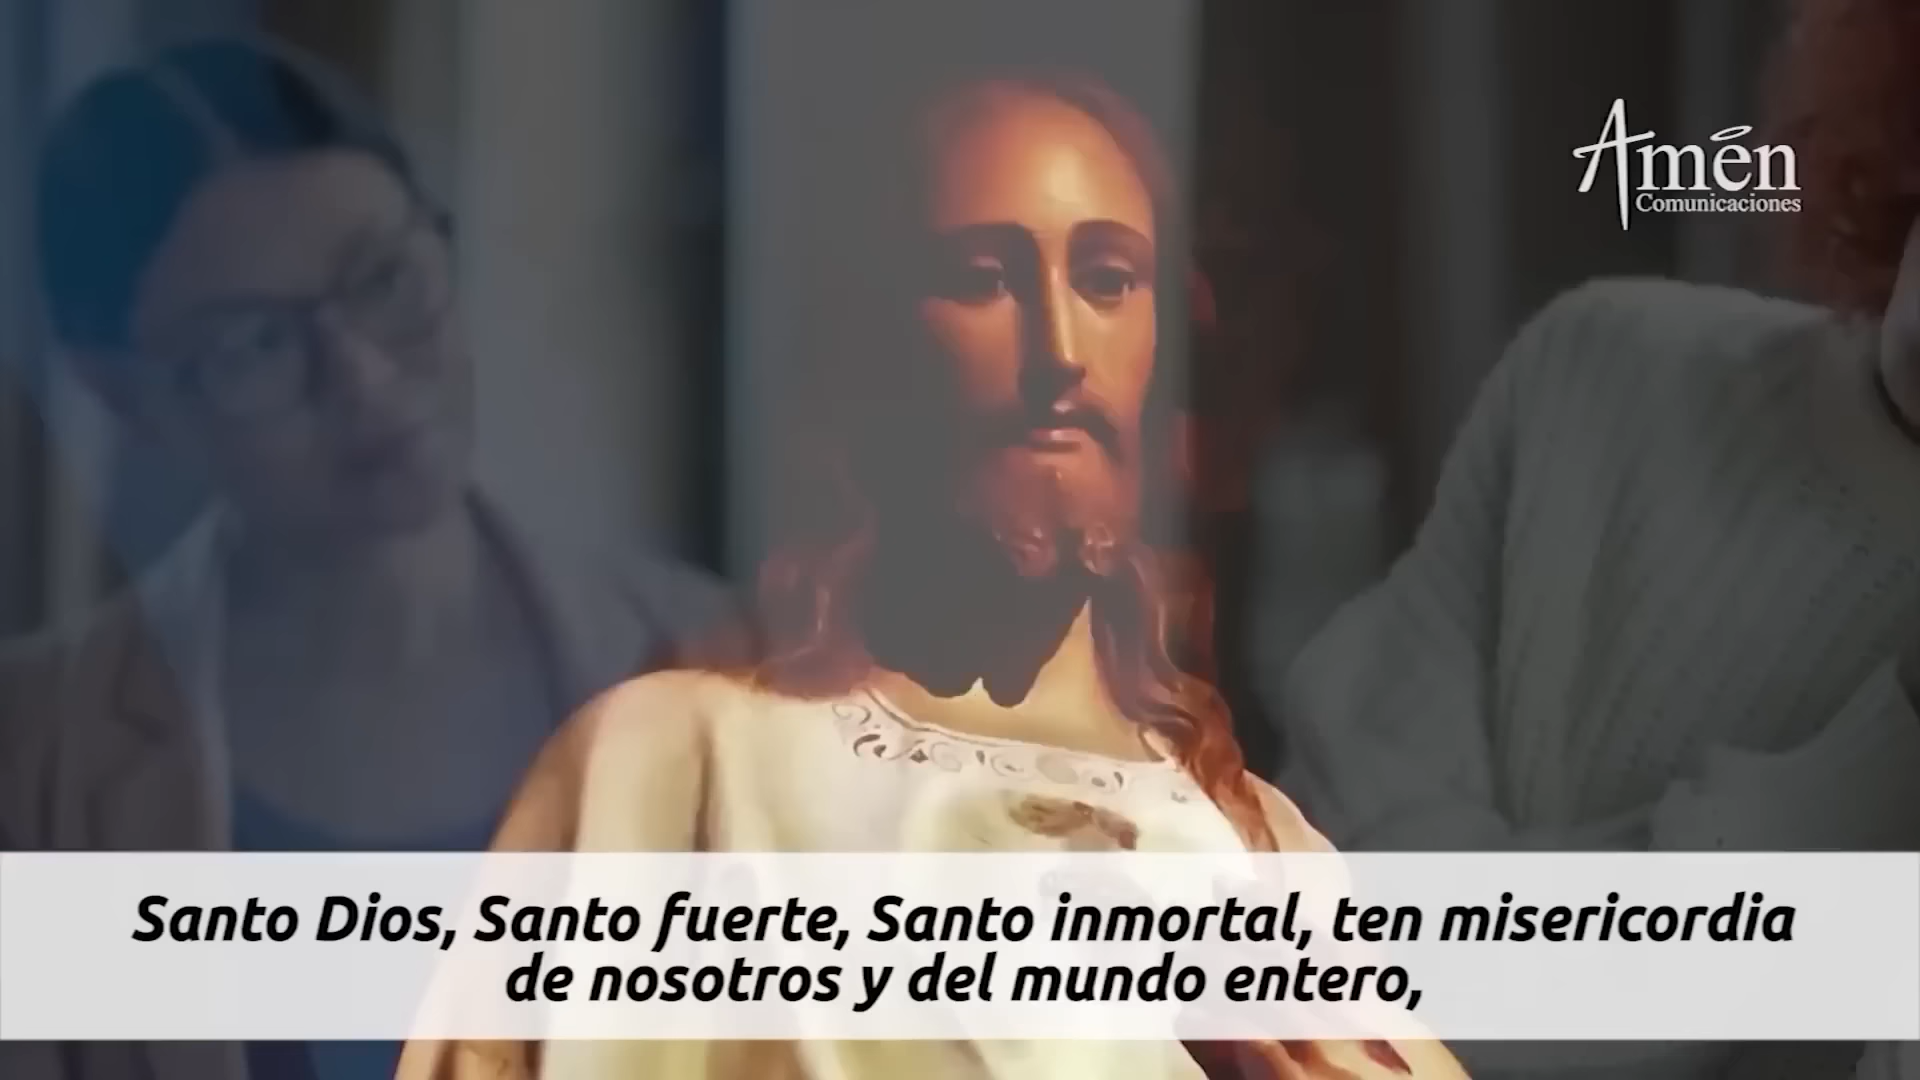 Amén
Comunicaciones
Santo Dios, Santo fuerte, Santo inmortal, ten misericordia
de nosotros y del mundo entero,